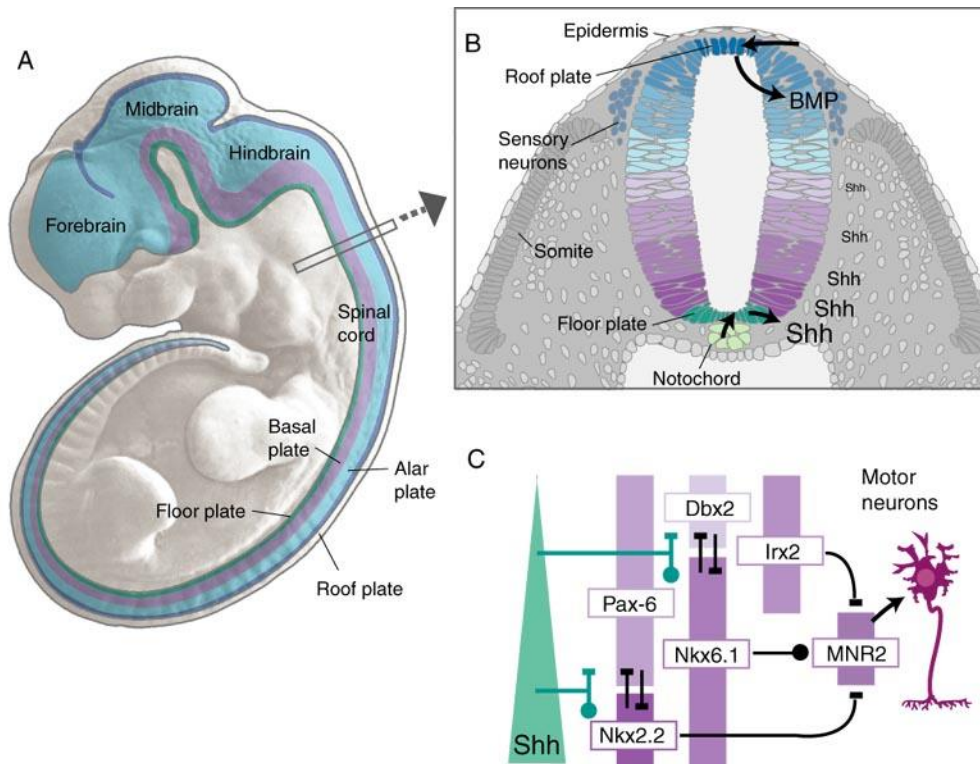 A
Midbrain
Hindbrain
Forebrain
Spinal
cord
Basal
plate
Alar
plate
Floor plate
Roof plate
B
Epidermis
Roof plate
BMP
Sensory
neurons
Shh
Somite
Shh
Shh
Shh
Floor plate
Shh
Notochord
C
Motor
neurons
Dbx2
Irx2
Pax-6
Nkx6.1
MNR2
Shh
Nkx2.2